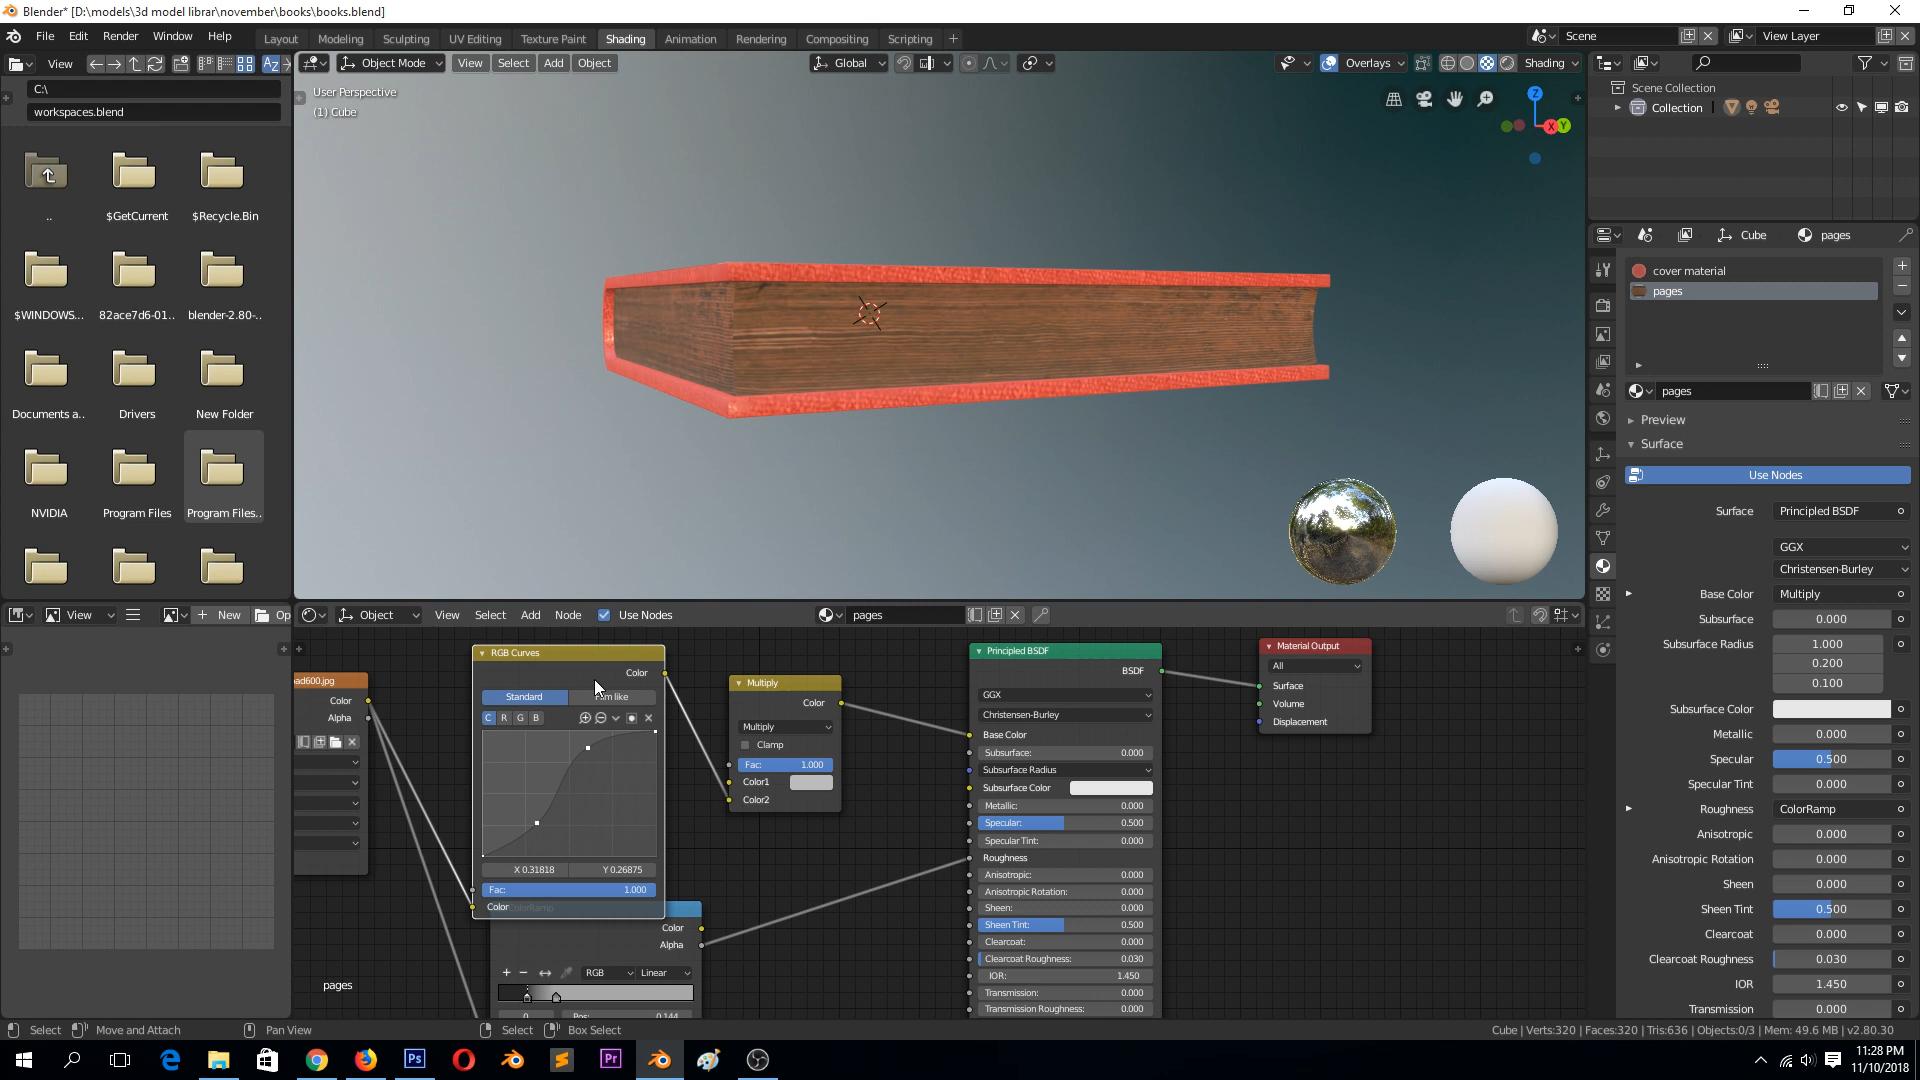 Blender* [D:\models\3d model librar\november\books\books.blend]
File Edit Render Window Help
Layout Modeling Sculpting UV Editing Texture Paint Shading Animation Rendering Compositing Scripting +
Scene
View Layer
View
Object Mode View Select Add Object
Global
Overlays
Shading
C:\
workspaces.blend
..
$GetCurrent
$Recycle.Bin
$WINDOWS...
82ace7d6-01..
blender-2.80-..
Documents a..
Drivers
New Folder
NVIDIA
Program Files
Program Files..
User Perspective
(1) Cube
Z
X
Y
Scene Collection
Collection
Cube
pages
cover material
pages
pages
Preview
Surface
Use Nodes
Surface Principled BSDF
GGX
Christensen-Burley
Base Color Multiply
Subsurface 0.000
Subsurface Radius 1.000
0.200
0.100
Subsurface Color
Metallic 0.000
Specular 0.500
Specular Tint 0.000
Roughness ColorRamp
Anisotropic 0.000
Anisotropic Rotation 0.000
Sheen 0.000
Sheen Tint 0.500
Clearcoat 0.000
Clearcoat Roughness 0.030
IOR 1.450
Transmission 0.000
View
+ New
Op
Object View Select Add Node Use Nodes
pages
oad600.jpg
Color
Alpha
RGB Curves
Color
Standard
C R G B
X 0.31818 Y 0.26875
Fac: 1.000
Color
ColorRamp
Color
Alpha
RGB Linear
0 Pos: 0.144
Multiply
Color
Multiply
Clamp
Fac: 1.000
Color1
Color2
Principled BSDF
BSDF
GGX
Christensen-Burley
Base Color
Subsurface: 0.000
Subsurface Radius
Subsurface Color
Metallic: 0.000
Specular: 0.500
Specular Tint: 0.000
Roughness
Anisotropic: 0.000
Anisotropic Rotation: 0.000
Sheen: 0.000
Sheen Tint: 0.500
Clearcoat: 0.000
Clearcoat Roughness: 0.030
IOR: 1.450
Transmission: 0.000
Transmission Roughness: 0.000
Material Output
All
Surface
Volume
Displacement
pages
Select Move and Attach Pan View Select Box Select
Cube | Verts:320 | Faces:320 | Tris:636 | Objects:0/3 | Mem: 49.6 MB | v2.80.30
Ps
Pr
11:28 PM
11/10/2018